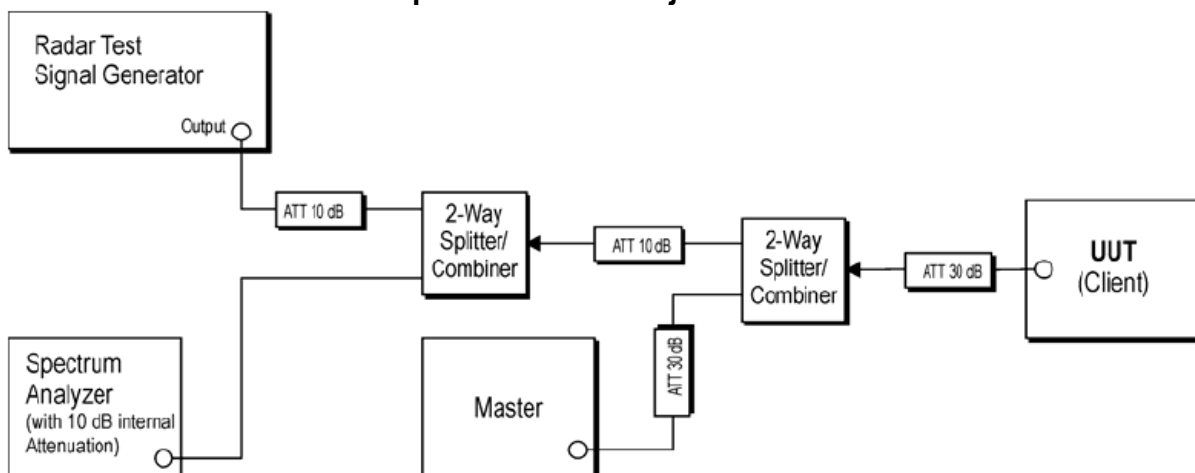 Radar Test
Signal Generator
Output
ATT 10 dB
2-Way
Splitter/
Combiner
ATT 10 dB
2-Way
Splitter/
Combiner
ATT 30 dB
UUT
(Client)
Spectrum
Analyzer
(with 10 dB internal
Attenuation)
Master
ATT 30 dB